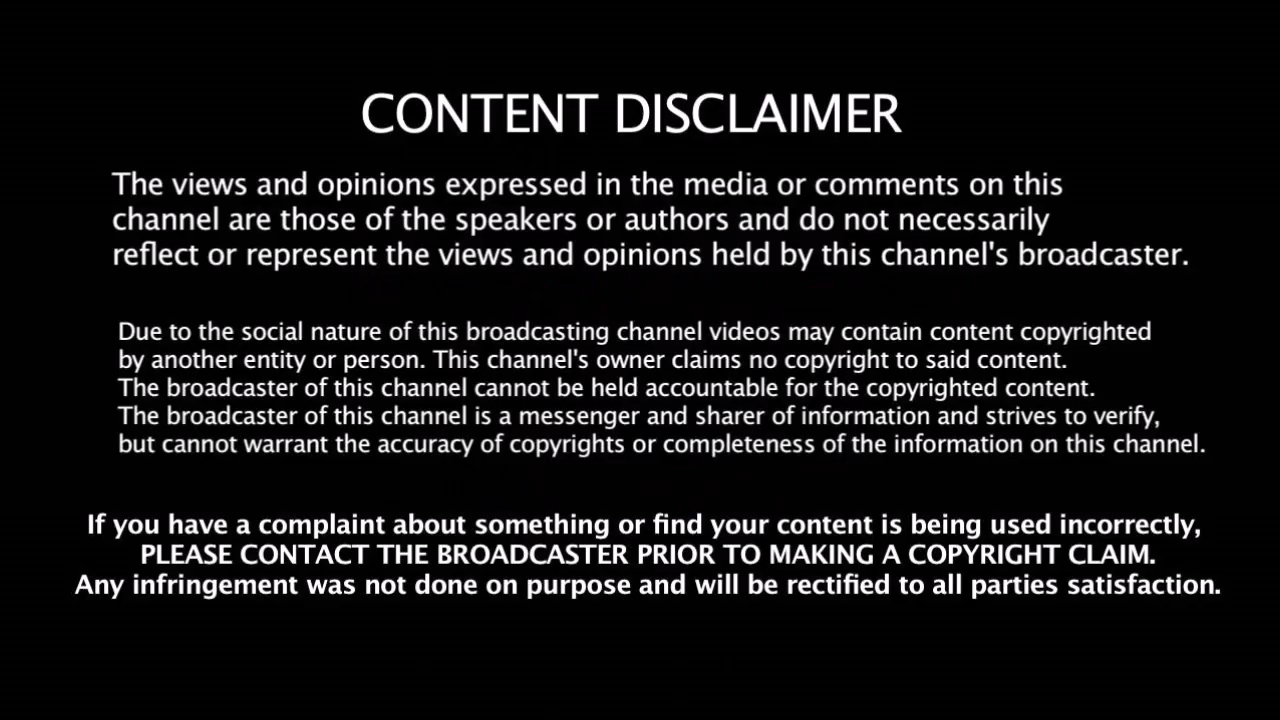 CONTENT DISCLAIMER
The views and opinions expressed in the media or comments on this
channel are those of the speakers or authors and do not necessarily
reflect or represent the views and opinions held by this channel's broadcaster.
Due to the social nature of this broadcasting channel videos may contain content copyrighted
by another entity or person. This channel's owner claims no copyright to said content.
The broadcaster of this channel cannot be held accountable for the copyrighted content.
The broadcaster of this channel is a messenger and sharer of information and strives to verify,
but cannot warrant the accuracy of copyrights or completeness of the information on this channel.
If you have a complaint about something or find your content is being used incorrectly,
PLEASE CONTACT THE BROADCASTER PRIOR TO MAKING A COPYRIGHT CLAIM.
Any infringement was not done on purpose and will be rectified to all parties satisfaction.